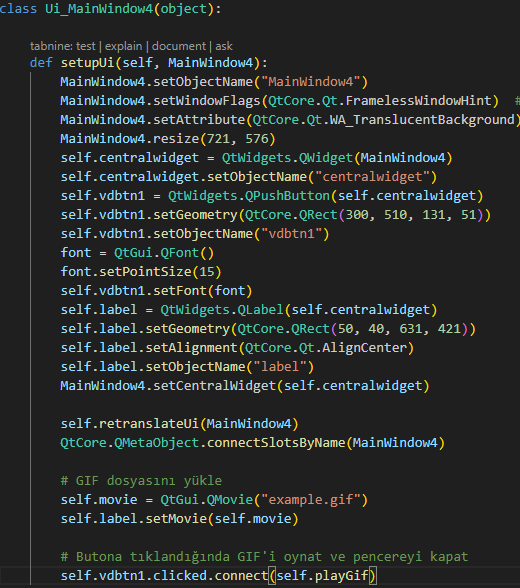 class Ui_MainWindow4(object):
tabnine: test | explain | document | ask
def setupUi(self, MainWindow4):
MainWindow4.setObjectName("MainWindow4")
MainWindow4.setWindowFlags(QtCore.Qt.FramelessWindowHint) #
MainWindow4.setAttribute(QtCore.Qt.WA_TranslucentBackground)
MainWindow4.resize(721, 576)
self.centralwidget = QtWidgets.QWidget(MainWindow4)
self.centralwidget.setObjectName("centralwidget")
self.vdbtn1 = QtWidgets.QPushButton(self.centralwidget)
self.vdbtn1.setGeometry(QtCore.QRect(300, 510, 131, 51))
self.vdbtn1.setObjectName("vdbtn1")
font = QtGui.QFont()
font.setPointSize(15)
self.vdbtn1.setFont(font)
self.label = QtWidgets.QLabel(self.centralwidget)
self.label.setGeometry(QtCore.QRect(50, 40, 631, 421))
self.label.setAlignment(QtCore.Qt.AlignCenter)
self.label.setObjectName("label")
MainWindow4.setCentralWidget(self.centralwidget)
self.retranslateUi(MainWindow4)
QtCore.QMetaObject.connectSlotsByName(MainWindow4)
# GIF dosyasını yükle
self.movie = QtGui.QMovie("example.gif")
self.label.setMovie(self.movie)
# Butona tıklandığında GIF'i oynat ve pencereyi kapat
self.vdbtn1.clicked.connect(self.playGif)